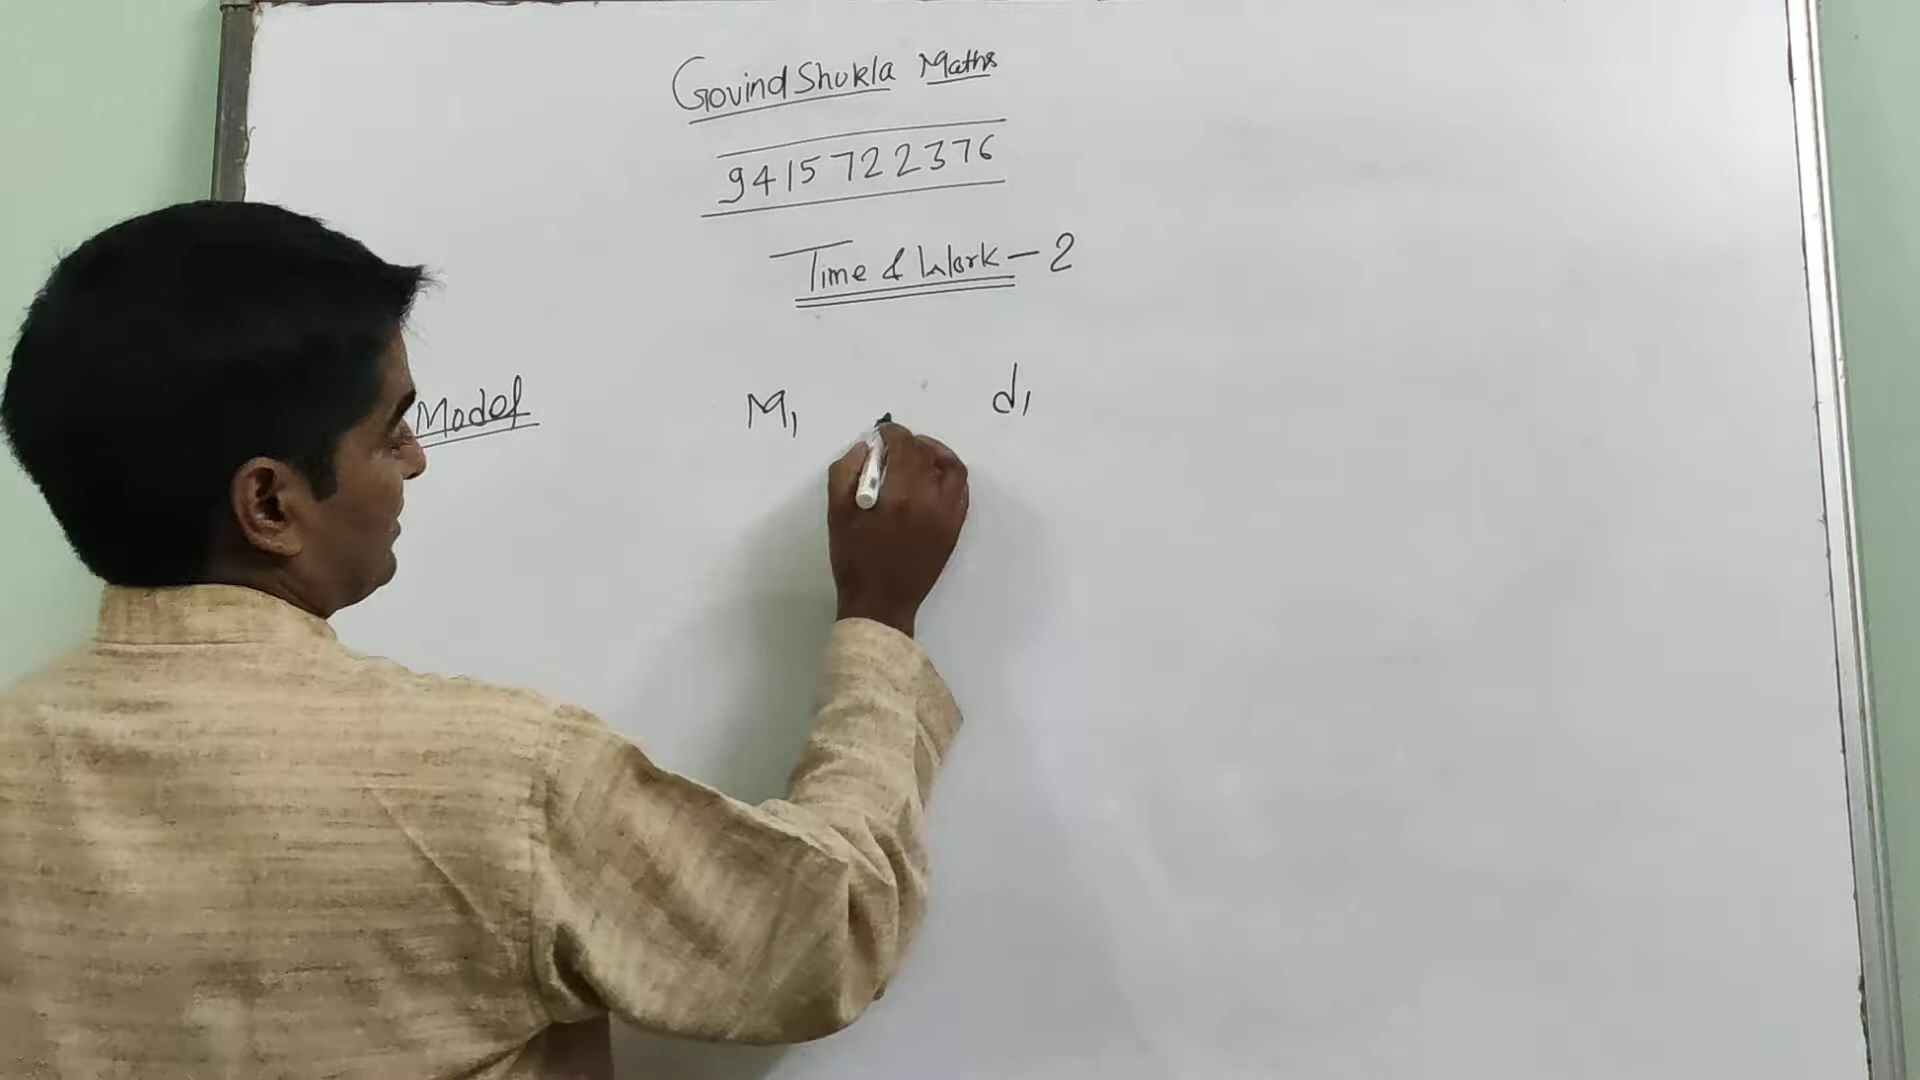 Govind Shukla Maths
9415722376
Time & Work - 2
Model M₁ d₁